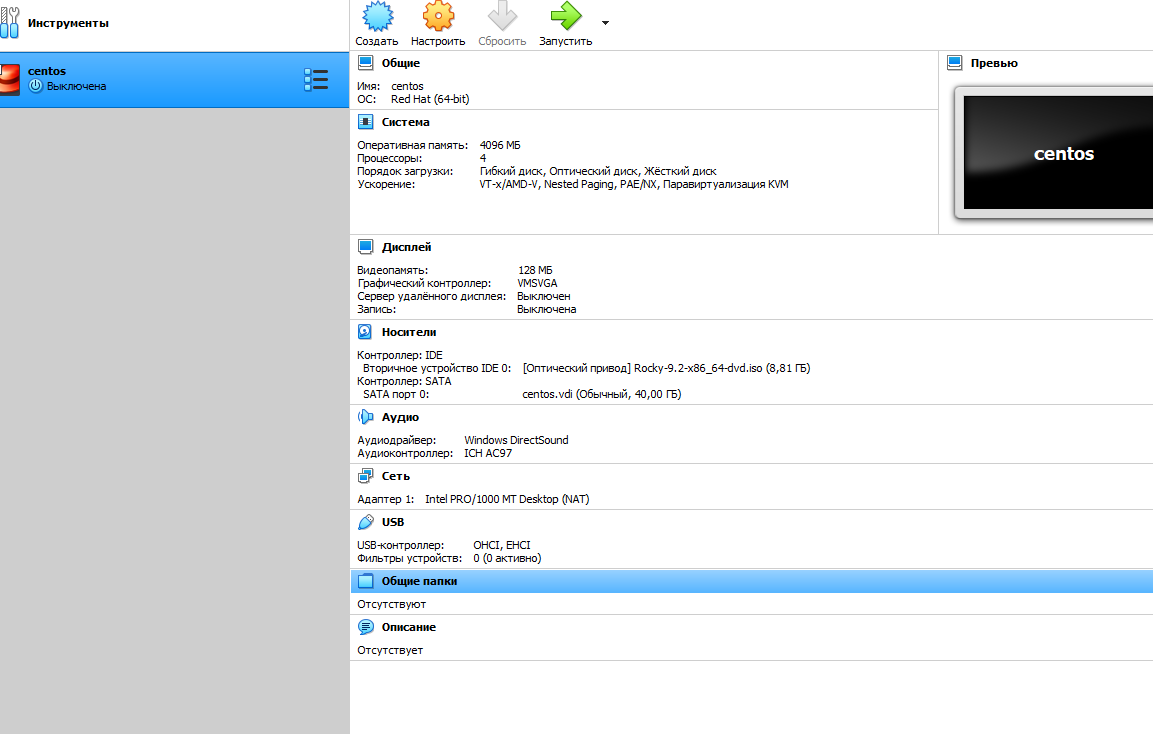 Инструменты
centos
Выключена
Создать Настроить Сбросить Запустить
Общие
Имя: centos
ОС: Red Hat (64-bit)
Система
Оперативная память: 4096 МБ
Процессоры: 4
Порядок загрузки: Гибкий диск, Оптический диск, Жёсткий диск
Ускорение: VT-x/AMD-V, Nested Paging, PAE/NX, Паравиртуализация KVM
Превью
centos
Дисплей
Видеопамять: 128 МБ
Графический контроллер: VMSVGA
Сервер удалённого дисплея: Выключен
Запись: Выключена
Носители
Контроллер: IDE
Вторичное устройство IDE 0: [Оптический привод] Rocky-9.2-x86_64-dvd.iso (8,81 ГБ)
Контроллер: SATA
SATA порт 0: centos.vdi (Обычный, 40,00 ГБ)
Аудио
Аудиодрайвер: Windows DirectSound
Аудиоконтроллер: ICH AC97
Сеть
Адаптер 1: Intel PRO/1000 MT Desktop (NAT)
USB
USB-контроллер: OHCI, EHCI
Фильтры устройств: 0 (0 активно)
Общие папки
Отсутствуют
Описание
Отсутствует